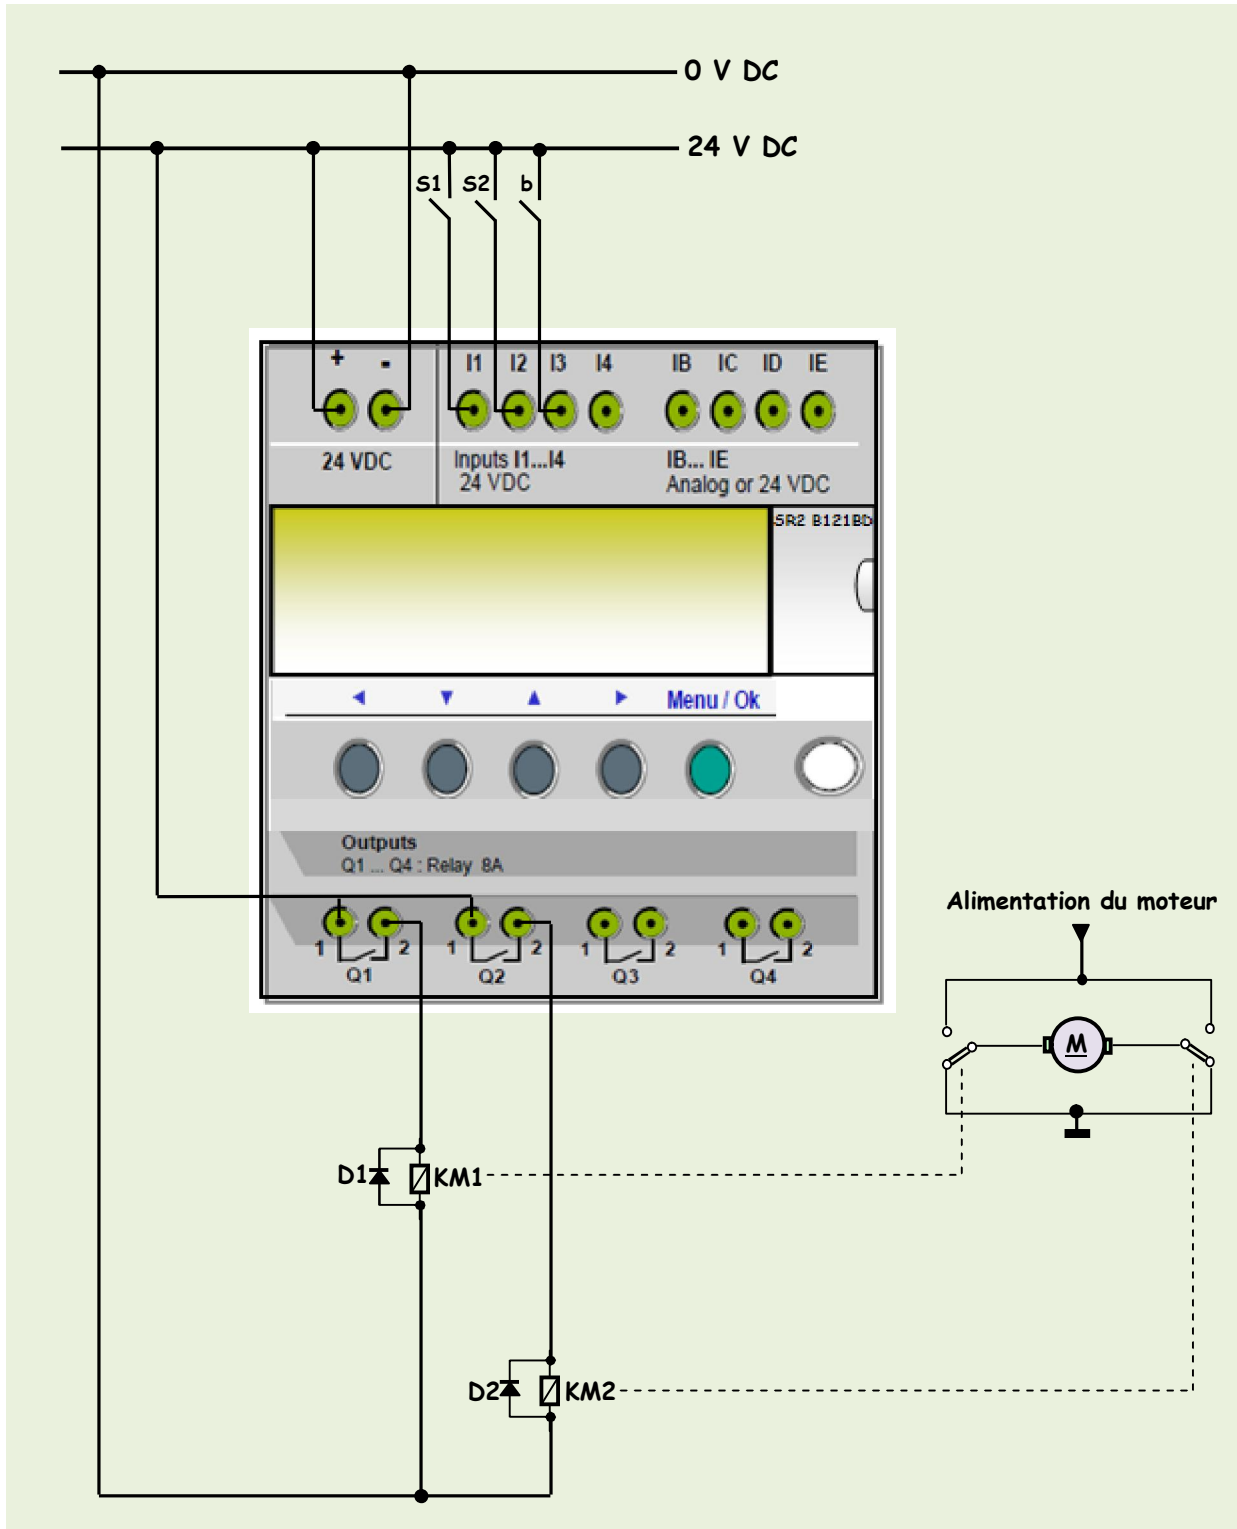 0 V DC
24 V DC
S1 S2 b
+ - I1 I2 I3 I4 IB IC ID IE
24 VDC
Inputs I1...I4
24 VDC
IB... IE
Analog or 24 VDC
SR2 B121BD
Menu / Ok
Outputs
Q1 ... Q4 : Relay 8A
1 2 1 2 1 2 1 2
Q1 Q2 Q3 Q4
Alimentation du moteur
M
D1 KM1
D2 KM2